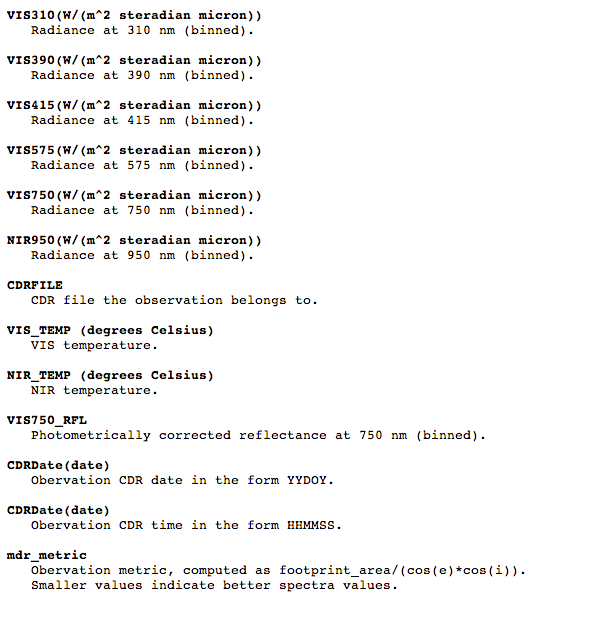 VIS310(W/(m^2 steradian micron))
Radiance at 310 nm (binned).
VIS390(W/(m^2 steradian micron))
Radiance at 390 nm (binned).
VIS415(W/(m^2 steradian micron))
Radiance at 415 nm (binned).
VIS575(W/(m^2 steradian micron))
Radiance at 575 nm (binned).
VIS750(W/(m^2 steradian micron))
Radiance at 750 nm (binned).
NIR950(W/(m^2 steradian micron))
Radiance at 950 nm (binned).
CDRFILE
CDR file the observation belongs to.
VIS_TEMP (degrees Celsius)
VIS temperature.
NIR_TEMP (degrees Celsius)
NIR temperature.
VIS750_RFL
Photometrically corrected reflectance at 750 nm (binned).
CDRDate(date)
Obervation CDR date in the form YYDOY.
CDRDate(date)
Obervation CDR time in the form HHMMSS.
mdr_metric
Obervation metric, computed as footprint_area/(cos(e)*cos(i)).
Smaller values indicate better spectra values.